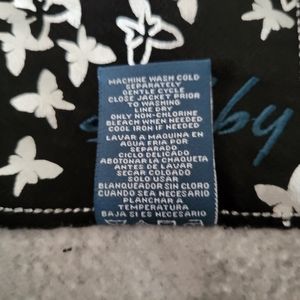 MACHINE WASH COLD
SEPARATELY
GENTLE CYCLE
CLOSE JACKET PRIOR
TO WASHING
LINE DRY
ONLY NON-CHLORINE
BLEACH WHEN NEEDED
COOL IRON IF NEEDED
LAVAR A MAQUINA EN
AGUA FRIA POR
SEPARADO
CICLO DELICADO
ABOTONAR LA CHAQUETA
ANTES DE LAVAR
SECAR COLGADO
SOLO USAR
BLANQUEADOR SIN CLORO
CUANDO SEA NECESARIO
PLANCHAR A
TEMPERATURA
BAJA SI ES NECESARIO